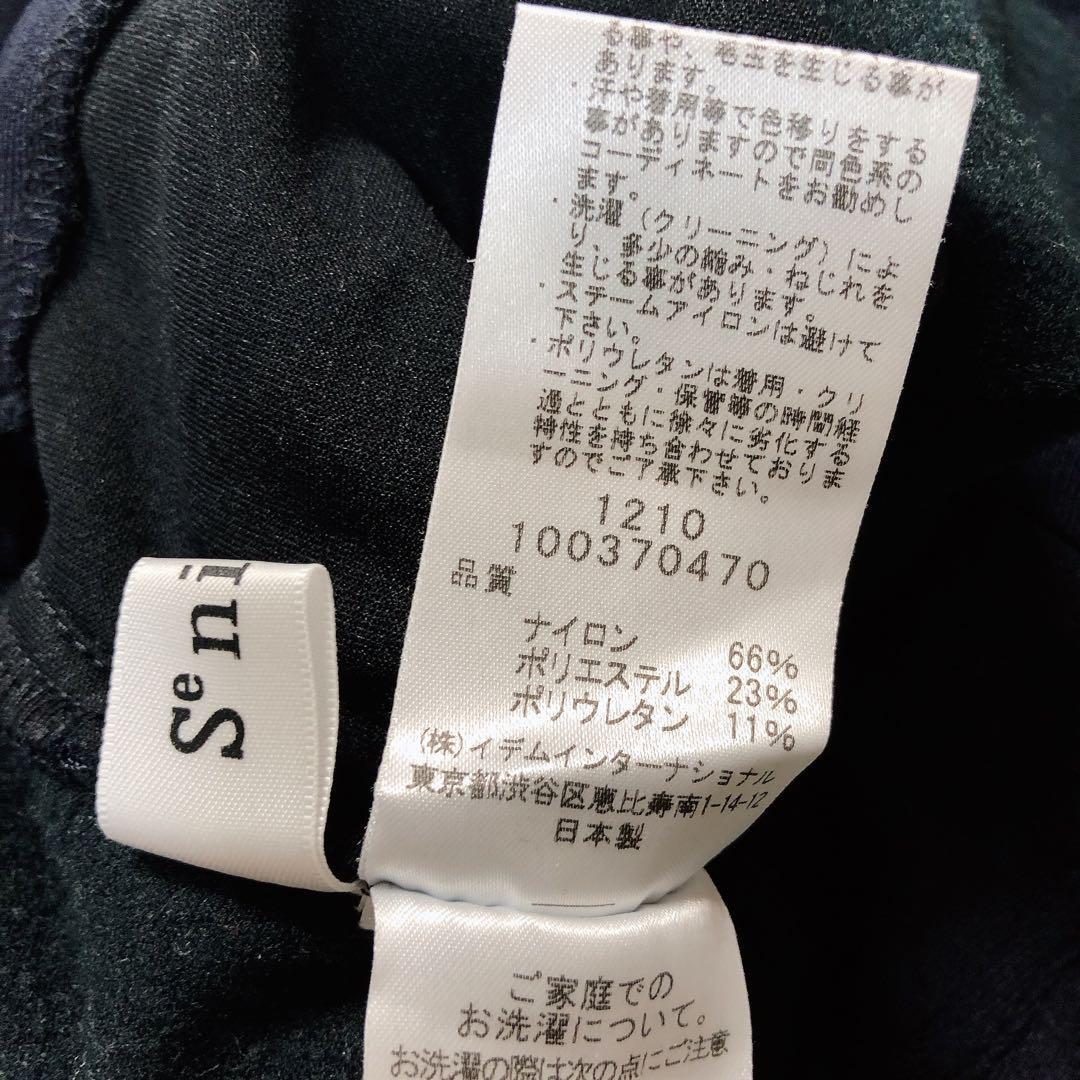 る事や、毛玉を生じる事が
あります。
・汗や着用等で色移りをする
事がありますので同色系の
コーディネートをお勧めし
ます。
・洗濯（クリーニング）によ
り、多少の縮み・ねじれを
生じる事があります。
・スチームアイロンは避けて
下さい。
・ポリウレタンは着用・クリ
ーニング・保管等の時間経
過とともに徐々に劣化する
特性を持ち合わせておりま
すのでご了承下さい。
1210
100370470
品質
ナイロン 66%
ポリエステル 23%
ポリウレタン 11%
(株)イデムインターナショナル
東京都渋谷区恵比寿南1-14-12
日本製
Seni
ご家庭での
お洗濯について。
お洗濯の際は次の点にご注意